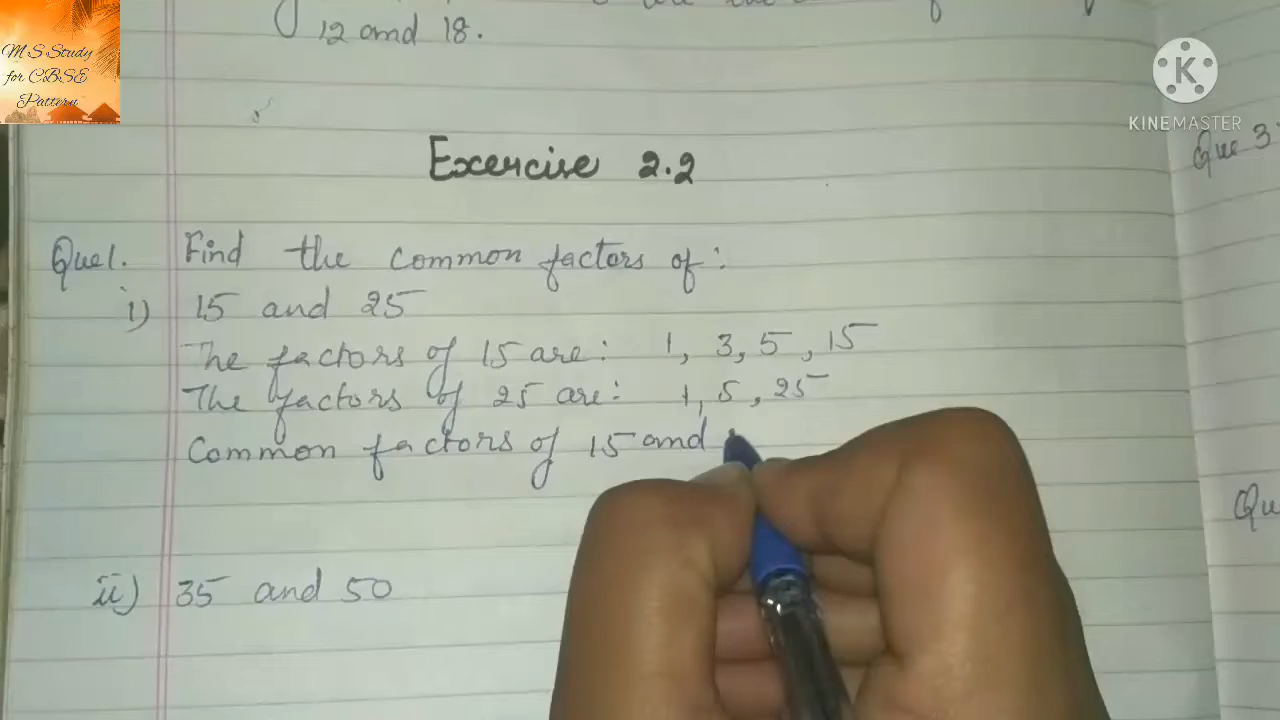 12 and 18.
M S Study
for CBSE
Pattern
KINEMASTER
Que 3
Exercise 2.2
Que1. Find the common factors of:
i) 15 and 25
The factors of 15 are: 1, 3, 5, 15
The factors of 25 are: 1, 5, 25
Common factors of 15 and
ii) 35 and 50